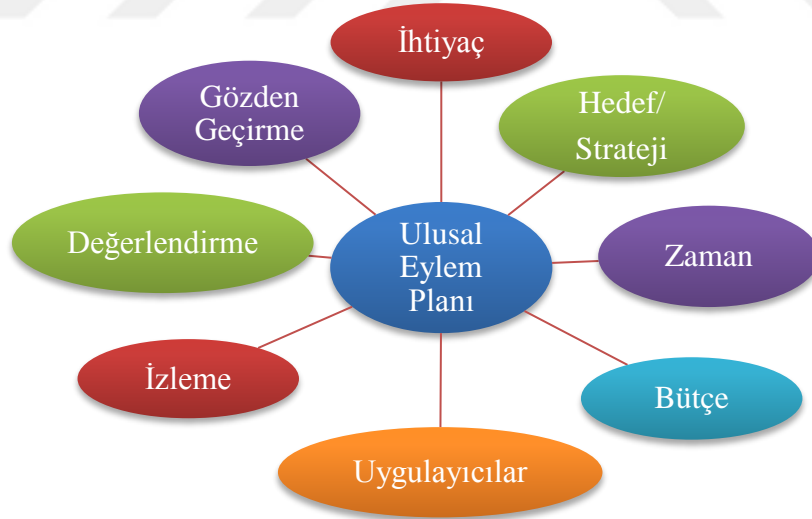 İhtiyaç
Hedef/
Strateji
Zaman
Bütçe
Uygulayıcılar
İzleme
Değerlendirme
Gözden
Geçirme
Ulusal
Eylem
Planı